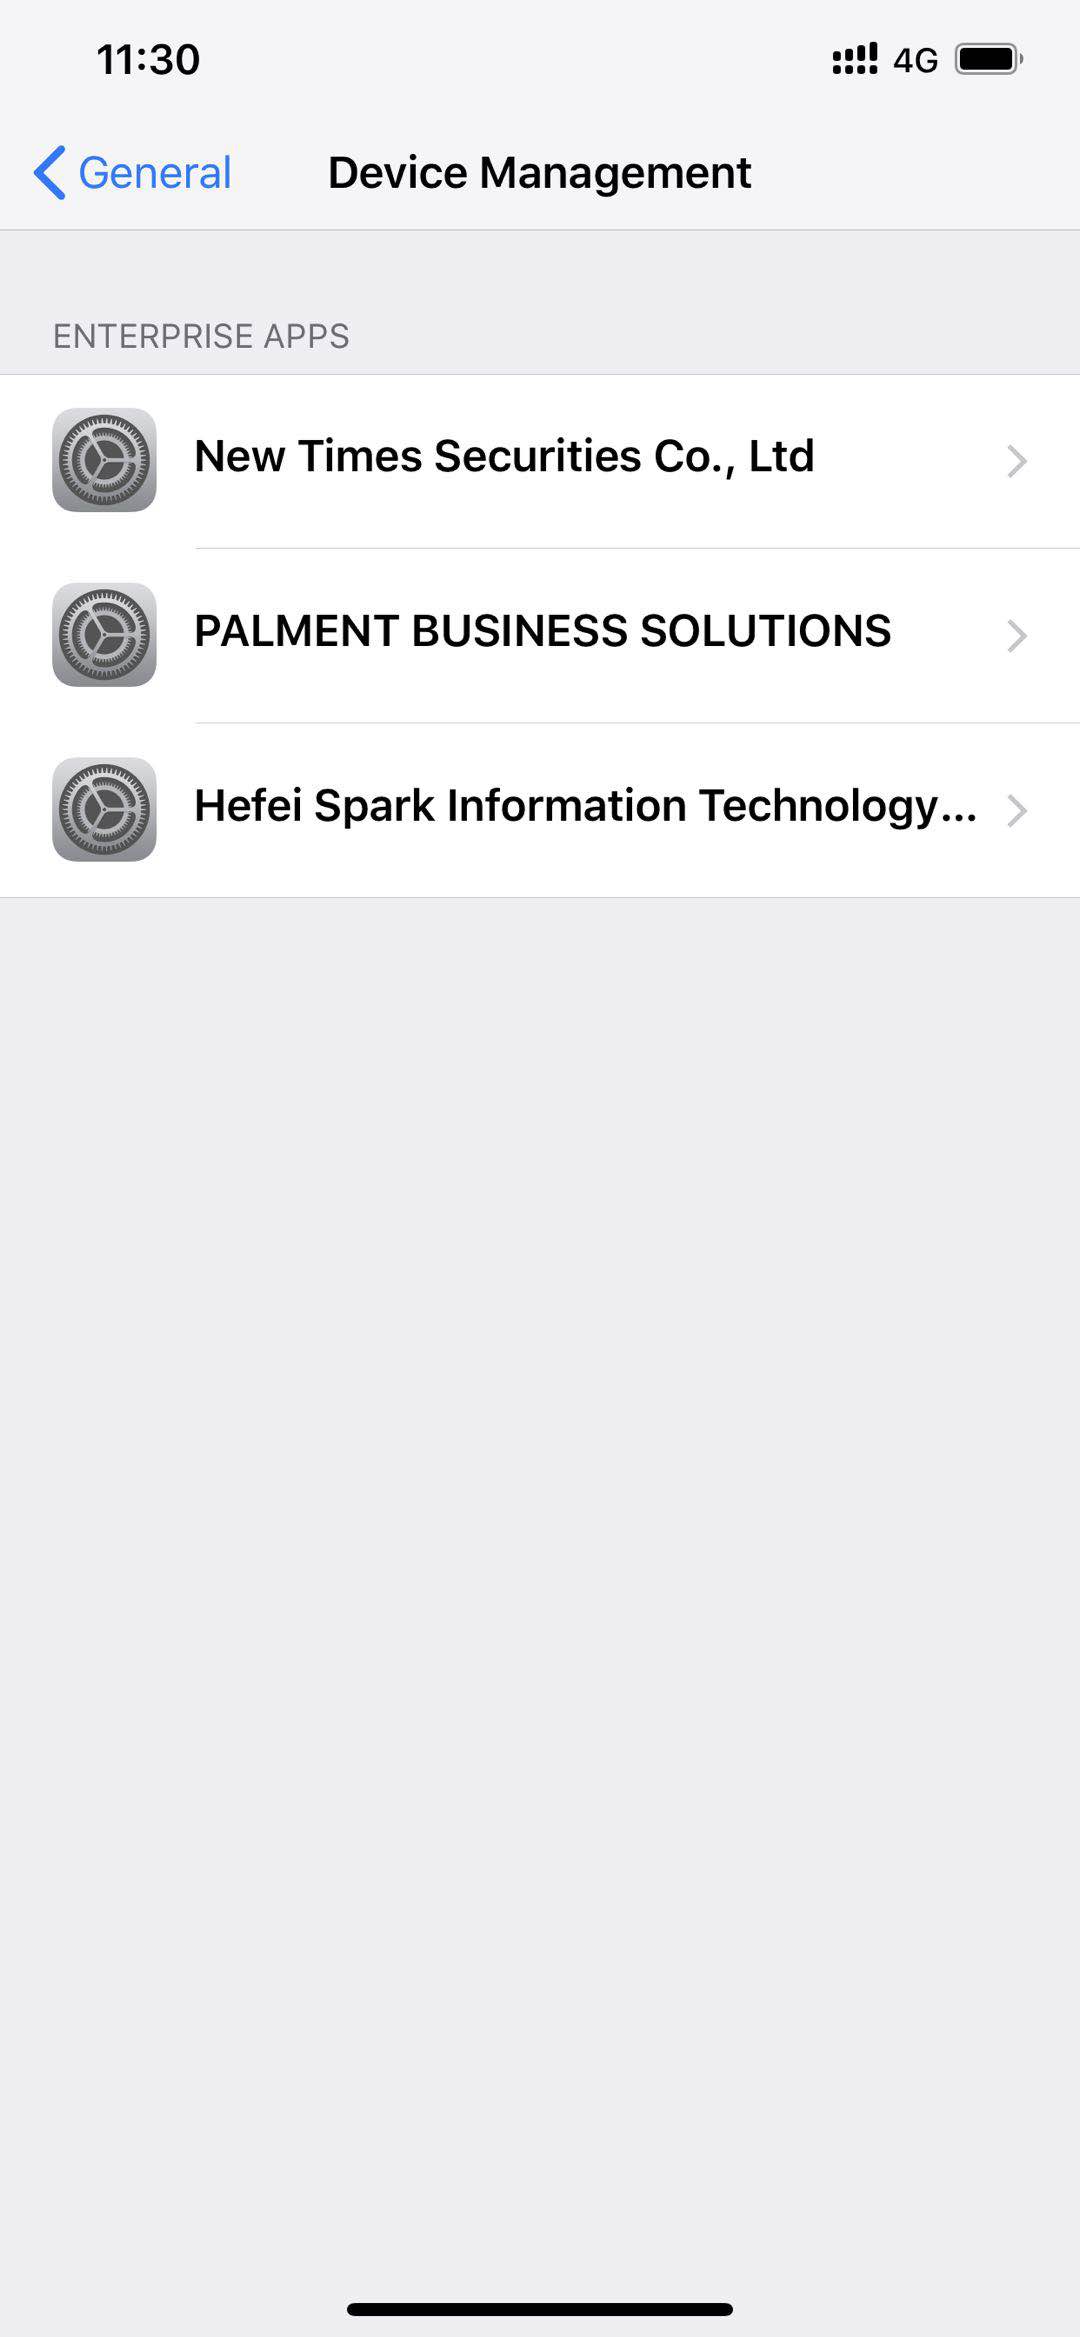 11:30 4G
General Device Management
ENTERPRISE APPS
New Times Securities Co., Ltd
PALMENT BUSINESS SOLUTIONS
Hefei Spark Information Technology...